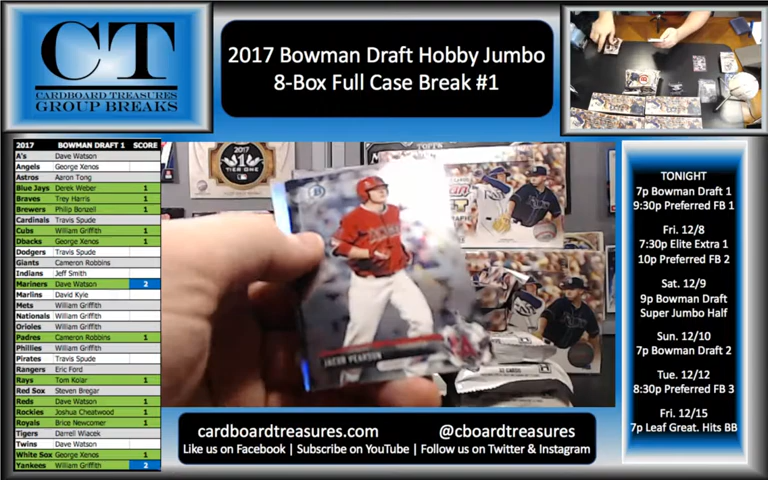 CT
CARDBOARD TREASURES
GROUP BREAKS
2017 Bowman Draft Hobby Jumbo
8-Box Full Case Break #1
2017 BOWMAN DRAFT 1 SCORE
A's Dave Watson
Angels George Xenos
Astros Aaron Tong
Blue Jays Derek Weber 1
Braves Trey Harris 1
Brewers Philip Bonzell 1
Cardinals Travis Spude
Cubs William Griffith 1
Dbacks George Xenos 1
Dodgers Travis Spude
Giants Cameron Robbins
Indians Jeff Smith
Mariners Dave Watson 2
Marlins David Kyle
Mets William Griffith
Nationals William Griffith
Orioles William Griffith
Padres Cameron Robbins 1
Phillies William Griffith
Pirates Travis Spude
Rangers Eric Ford
Rays Tom Kolar 1
Red Sox Steven Bregar
Reds Dave Watson 1
Rockies Joshua Cheatwood 1
Royals Brice Newcomer 1
Tigers Darrell Wiacek
Twins Dave Watson
White Sox George Xenos 1
Yankees William Griffith 2
2017
TIER ONE
TOPPS
JACOB PEARSON
TONIGHT
7p Bowman Draft 1
9:30p Preferred FB 1
Fri. 12/8
7:30p Elite Extra 1
10p Preferred FB 2
Sat. 12/9
9p Bowman Draft
Super Jumbo Half
Sun. 12/10
7p Bowman Draft 2
Tue. 12/12
8:30p Preferred FB 3
Fri. 12/15
7p Leaf Great. Hits BB
cardboardtreasures.com @cboardtreasures
Like us on Facebook | Subscribe on YouTube | Follow us on Twitter & Instagram